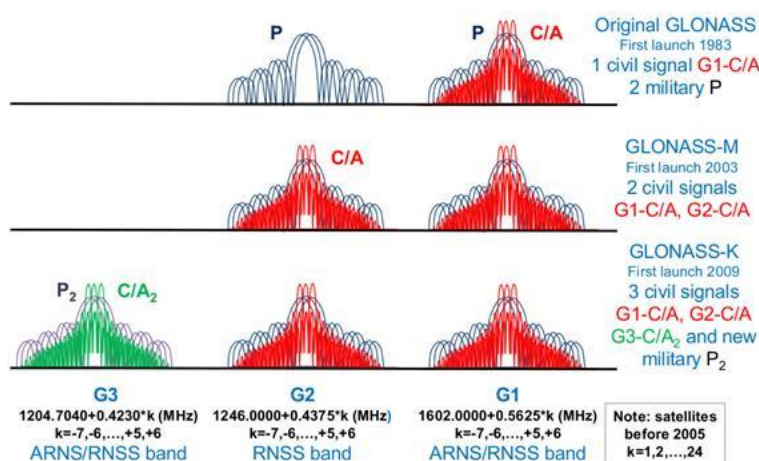 P
P
C/A
Original GLONASS
First launch 1983
1 civil signal G1-C/A
2 military P
C/A
GLONASS-M
First launch 2003
2 civil signals
G1-C/A, G2-C/A
P2
C/A2
GLONASS-K
First launch 2009
3 civil signals
G1-C/A, G2-C/A
G3-C/A2 and new
military P2
G3
1204.7040+0.4230*k (MHz)
k=-7,-6,...,+5,+6
ARNS/RNSS band
G2
1246.0000+0.4375*k (MHz)
k=-7,-6,...,+5,+6
RNSS band
G1
1602.0000+0.5625*k (MHz)
k=-7,-6,...,+5,+6
ARNS/RNSS band
Note: satellites
before 2005
k=1,2,...,24